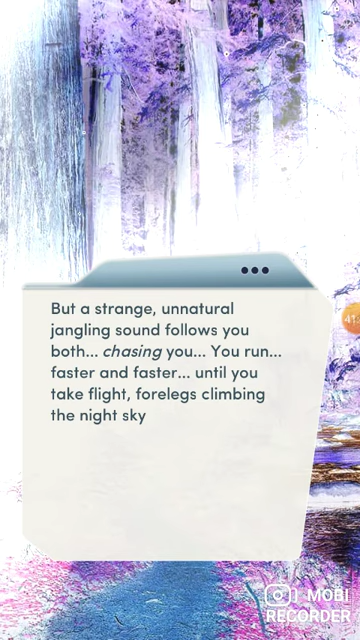 But a strange, unnatural
jangling sound follows you
both... chasing you... You run...
faster and faster... until you
take flight, forelegs climbing
the night sky
41
MOBI
RECORDER